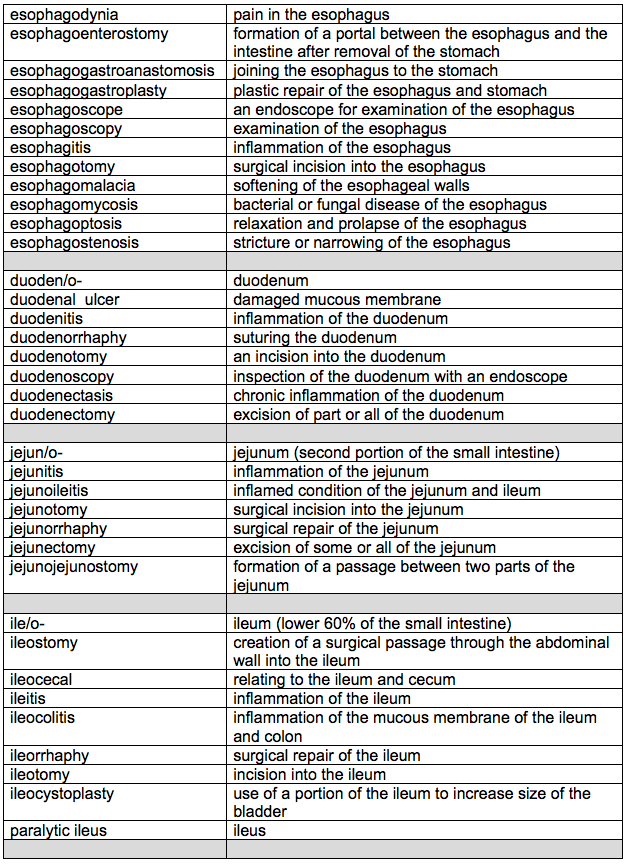 esophagodynia pain in the esophagus
esophagoenterostomy formation of a portal between the esophagus and the
intestine after removal of the stomach
esophagogastroanastomosis joining the esophagus to the stomach
esophagogastroplasty plastic repair of the esophagus and stomach
esophagoscope an endoscope for examination of the esophagus
esophagoscopy examination of the esophagus
esophagitis inflammation of the esophagus
esophagotomy surgical incision into the esophagus
esophagomalacia softening of the esophageal walls
esophagomycosis bacterial or fungal disease of the esophagus
esophagoptosis relaxation and prolapse of the esophagus
esophagostenosis stricture or narrowing of the esophagus
duoden/o- duodenum
duodenal ulcer damaged mucous membrane
duodenitis inflammation of the duodenum
duodenorrhaphy suturing the duodenum
duodenotomy an incision into the duodenum
duodenoscopy inspection of the duodenum with an endoscope
duodenectasis chronic inflammation of the duodenum
duodenectomy excision of part or all of the duodenum
jejun/o- jejunum (second portion of the small intestine)
jejunitis inflammation of the jejunum
jejunoileitis inflamed condition of the jejunum and ileum
jejunotomy surgical incision into the jejunum
jejunorrhaphy surgical repair of the jejunum
jejunectomy excision of some or all of the jejunum
jejunojejunostomy formation of a passage between two parts of the
jejunum
ile/o- ileum (lower 60% of the small intestine)
ileostomy creation of a surgical passage through the abdominal
wall into the ileum
ileocecal relating to the ileum and cecum
ileitis inflammation of the ileum
ileocolitis inflammation of the mucous membrane of the ileum
and colon
ileorrhaphy surgical repair of the ileum
ileotomy incision into the ileum
ileocystoplasty use of a portion of the ileum to increase size of the
bladder
paralytic ileus ileus